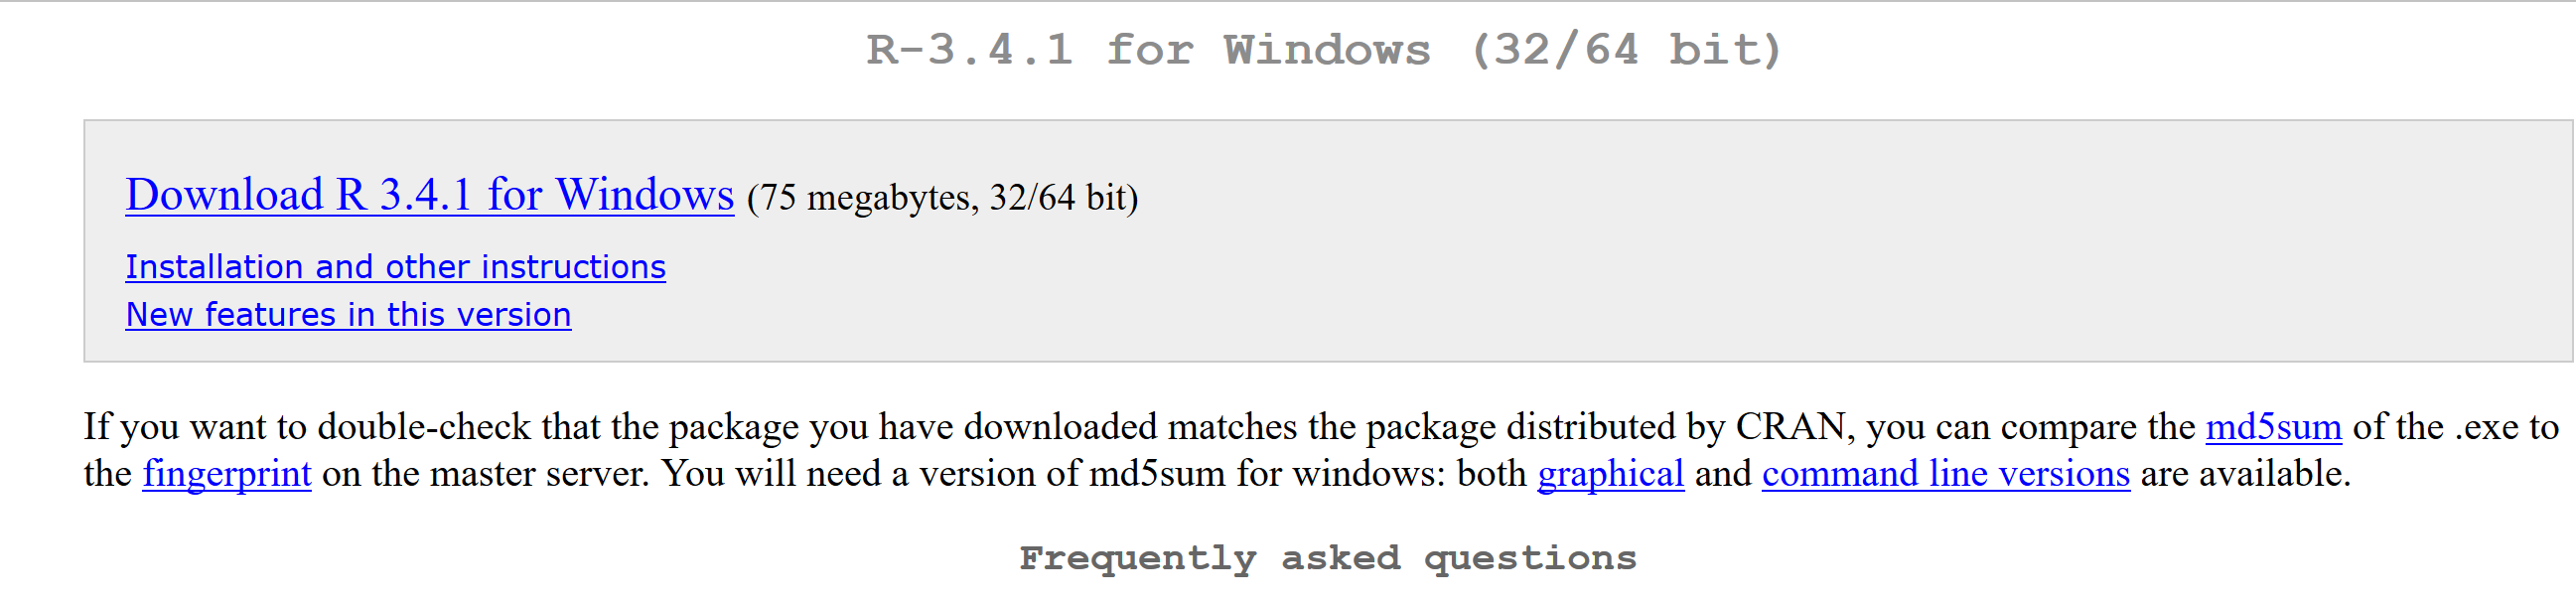 R-3.4.1 for Windows (32/64 bit)
Download R 3.4.1 for Windows (75 megabytes, 32/64 bit)
Installation and other instructions
New features in this version
If you want to double-check that the package you have downloaded matches the package distributed by CRAN, you can compare the md5sum of the .exe to
the fingerprint on the master server. You will need a version of md5sum for windows: both graphical and command line versions are available.
Frequently asked questions